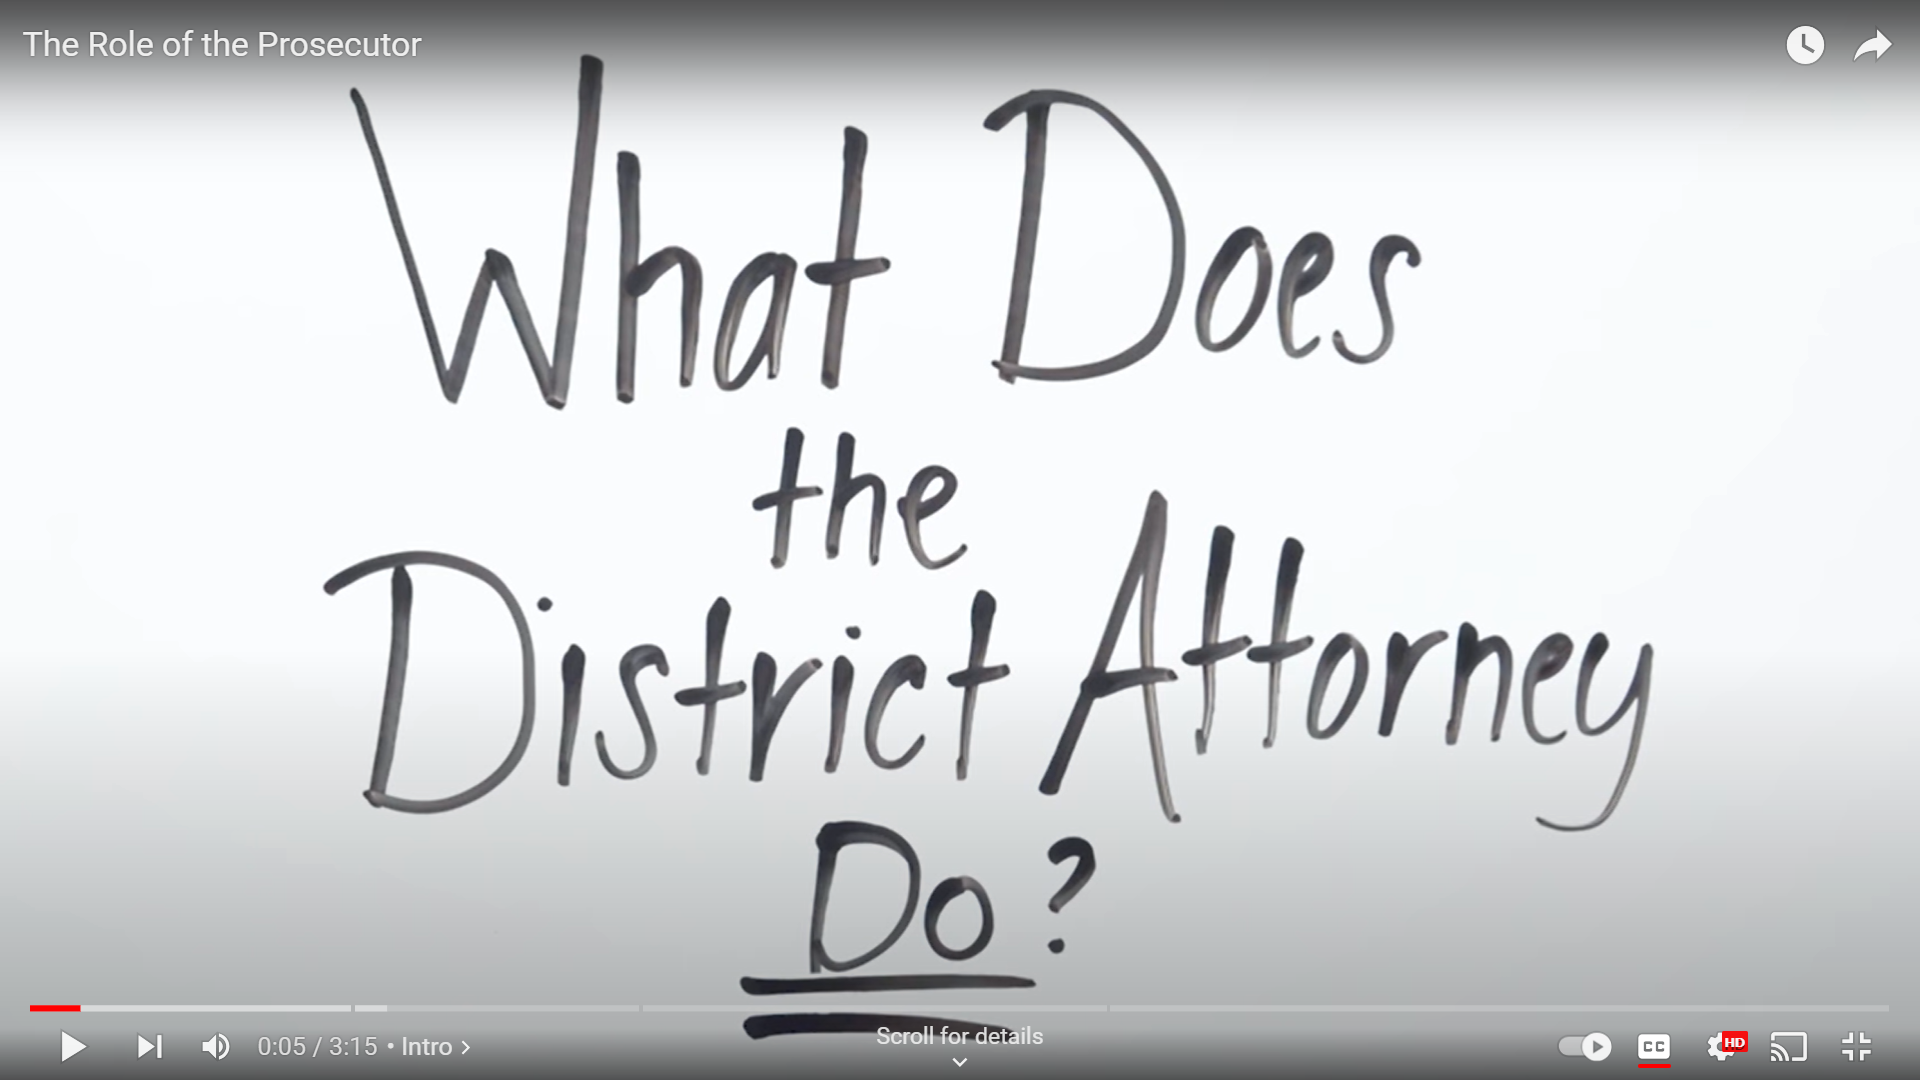 The Role of the Prosecutor
What Does
the
District Attorney
Do?
0:05 / 3:15 • Intro
Scroll for details
CC
HD